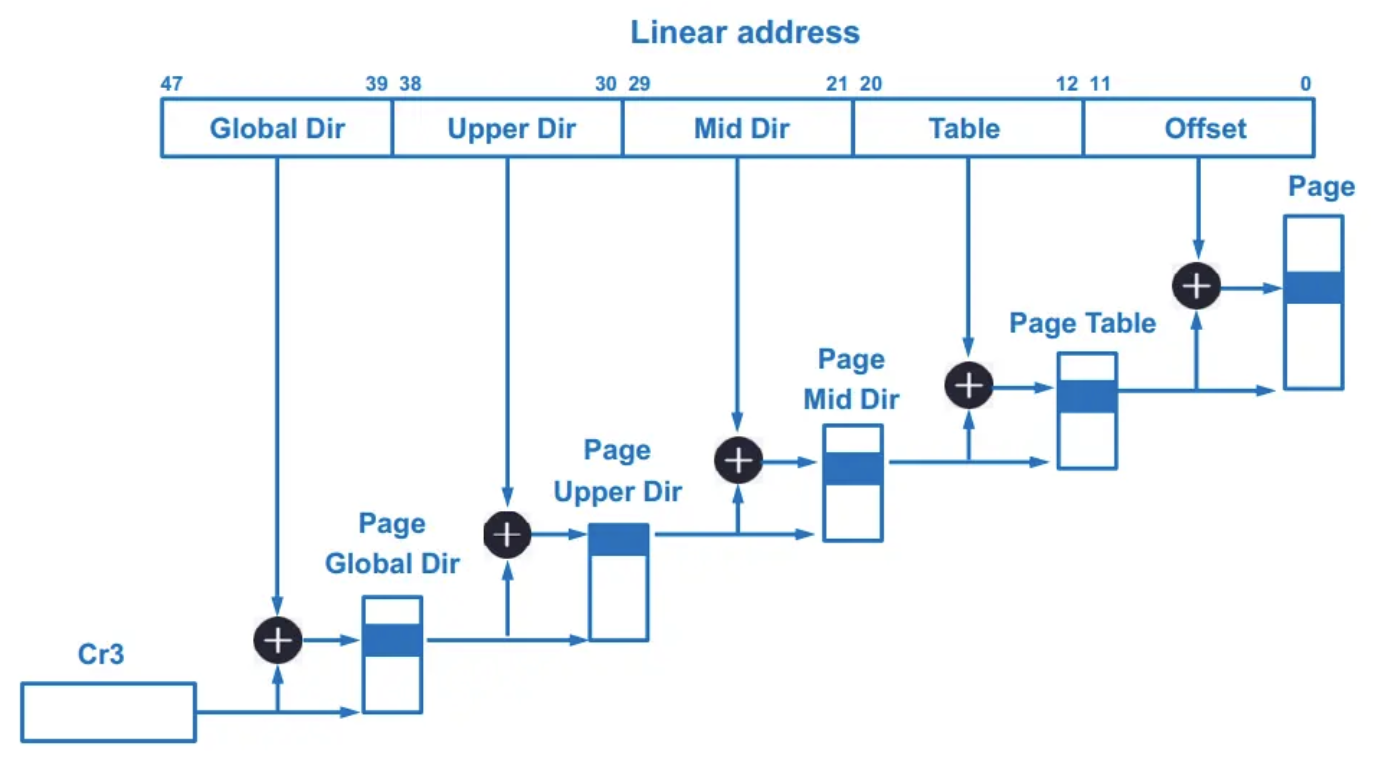 Linear address
47 39 38 30 29 21 20 12 11 0
Global Dir Upper Dir Mid Dir Table Offset
Page
Page Table
Page
Mid Dir
Page
Upper Dir
Page
Global Dir
Cr3